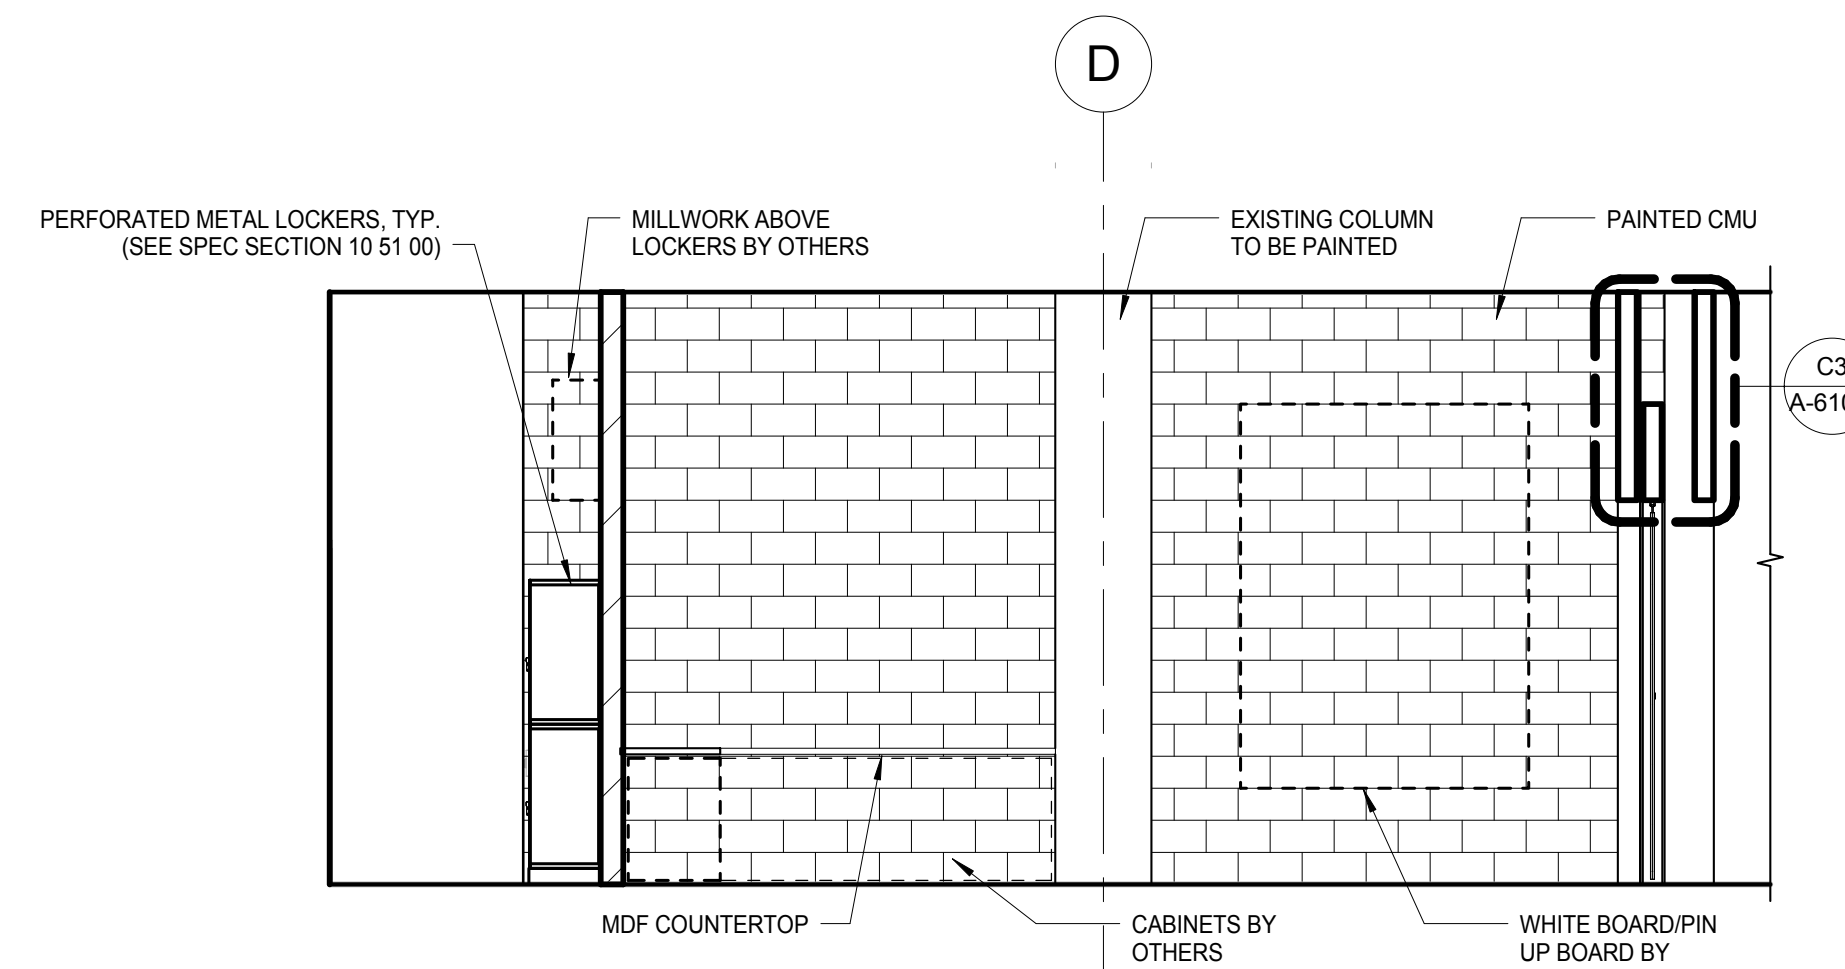 D
PERFORATED METAL LOCKERS, TYP.
(SEE SPEC SECTION 10 51 00)
MILLWORK ABOVE
LOCKERS BY OTHERS
EXISTING COLUMN
TO BE PAINTED
PAINTED CMU
C3
A-610
MDF COUNTERTOP
CABINETS BY
OTHERS
WHITE BOARD/PIN
UP BOARD BY